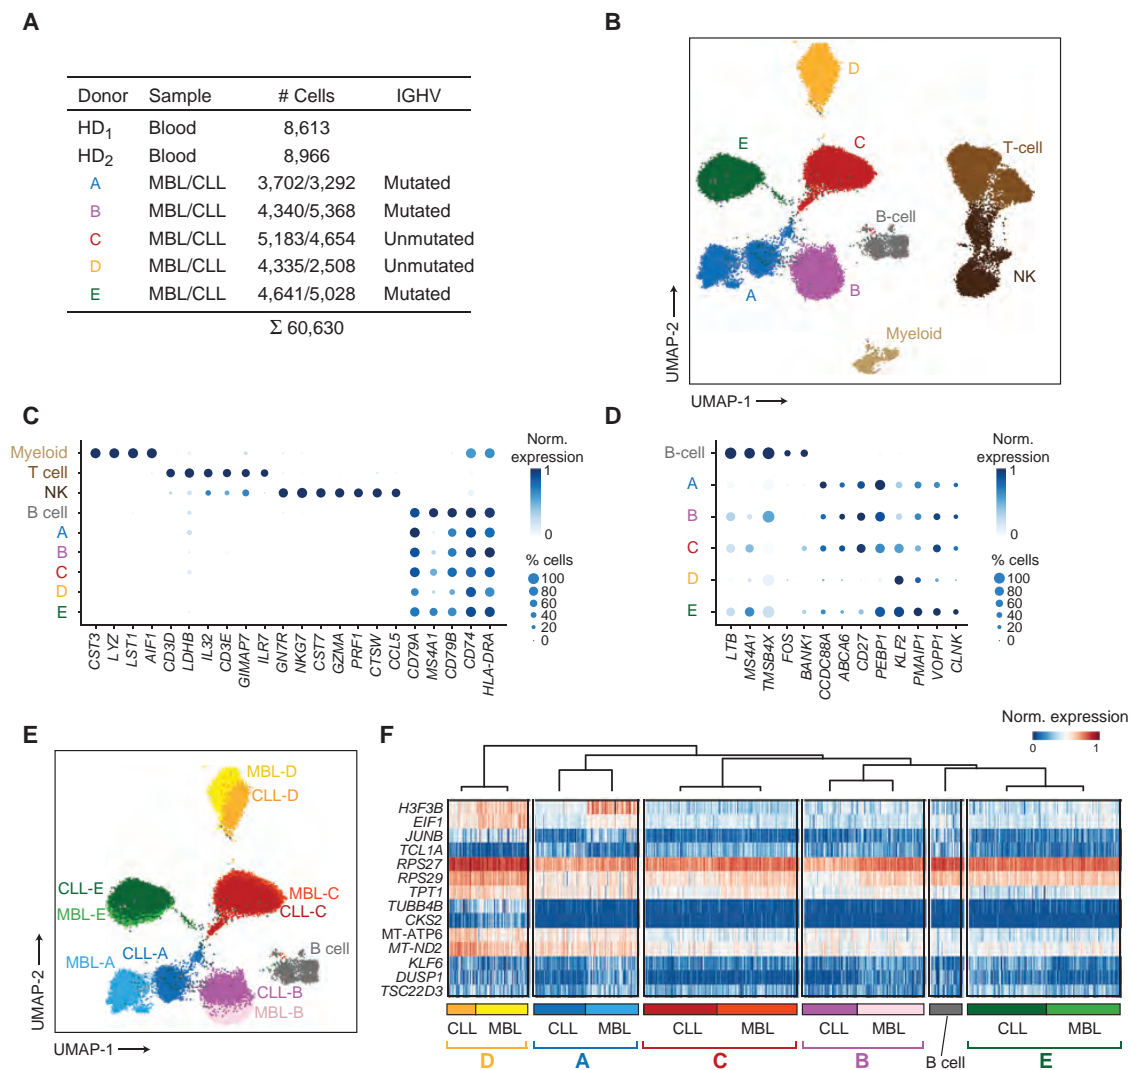 A
Donor Sample # Cells IGHV
HD1 Blood 8,613
HD2 Blood 8,966
A MBL/CLL 3,702/3,292 Mutated
B MBL/CLL 4,340/5,368 Mutated
C MBL/CLL 5,183/4,654 Unmutated
D MBL/CLL 4,335/2,508 Unmutated
E MBL/CLL 4,641/5,028 Mutated
Σ 60,630
B
D
E
C
T-cell
B-cell
A
B
NK
Myeloid
UMAP-2
UMAP-1
C
Myeloid
T cell
NK
B cell
A
B
C
D
E
CST3
LYZ
LST1
AIF1
CD3D
LDHB
IL32
CD3E
GIMAP7
ILR7
GN7R
NKG7
CST7
GZMA
PRF1
CTSW
CCL5
CD79A
MS4A1
CD79B
CD74
HLA-DRA
Norm.
expression
1
0
% cells
100
80
60
40
20
0
D
B-cell
A
B
C
D
E
LTB
MS4A1
TMSB4X
FOS
BANK1
CCDC88A
ABCA6
CD27
PEBP1
KLF2
PMAIP1
VOPP1
CLNK
Norm.
expression
1
0
% cells
100
80
60
40
20
0
E
MBL-D
CLL-D
CLL-E
MBL-E
MBL-C
CLL-C
CLL-A
MBL-A
B cell
CLL-B
MBL-B
UMAP-2
UMAP-1
F
Norm. expression
0 1
H3F3B
EIF1
JUNB
TCL1A
RPS27
RPS29
TPT1
TUBB4B
CKS2
MT-ATP6
MT-ND2
KLF6
DUSP1
TSC22D3
CLL MBL CLL MBL CLL MBL CLL MBL CLL MBL
D A C B B cell E